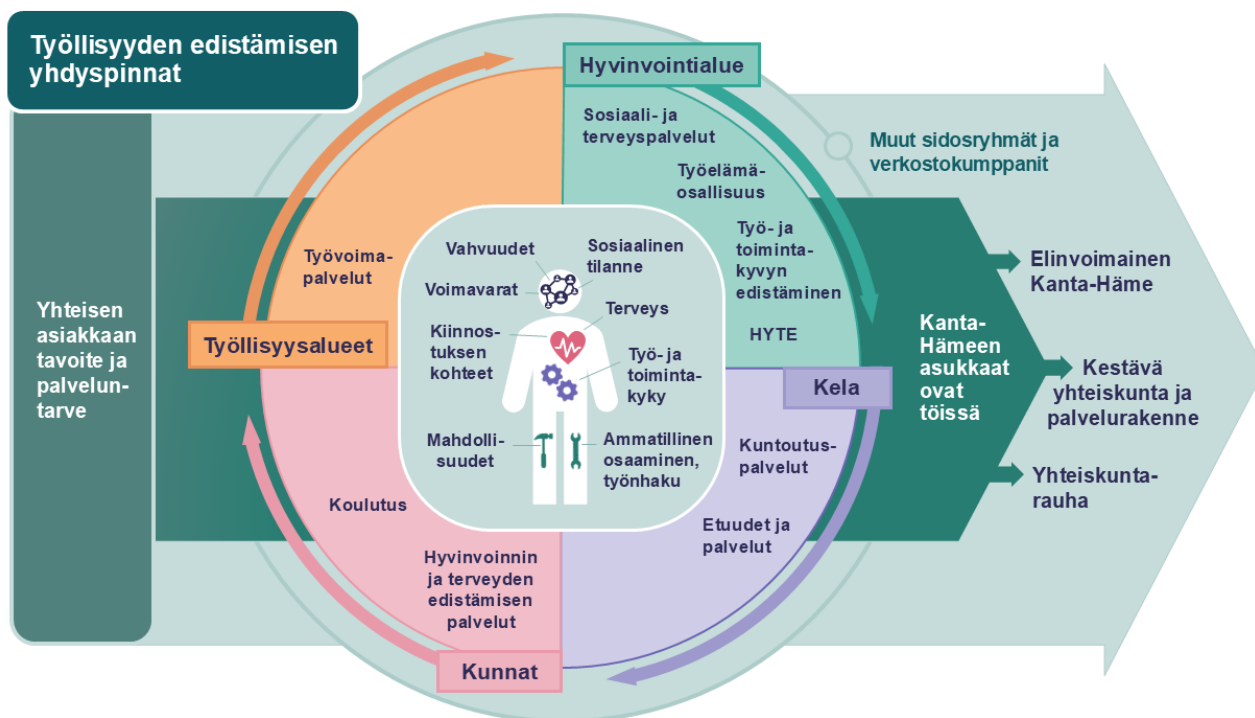 Työllisyyden edistämisen
yhdyspinnat
Yhteisen
asiakkaan
tavoite ja
palvelun-
tarve
Hyvinvointialue
Sosiaali- ja
terveyspalvelut
Työelämä-
osallisuus
Työ- ja
toiminta-
kyvyn
edistäminen
HYTE
Kela
Kuntoutus-
palvelut
Etuudet ja
palvelut
Kunnat
Hyvinvoinnin
ja terveyden
edistämisen
palvelut
Koulutus
Työllisyysalueet
Työvoima-
palvelut
Vahvuudet
Sosiaalinen
tilanne
Voimavarat
Terveys
Kiinnos-
tuksen
kohteet
Työ- ja
toiminta-
kyky
Mahdolli-
suudet
Ammatillinen
osaaminen,
työnhaku
Muut sidosryhmät ja
verkostokumppanit
Kanta-
Hämeen
asukkaat
ovat
töissä
Elinvoimainen
Kanta-Häme
Kestävä
yhteiskunta ja
palvelurakenne
Yhteiskunta-
rauha